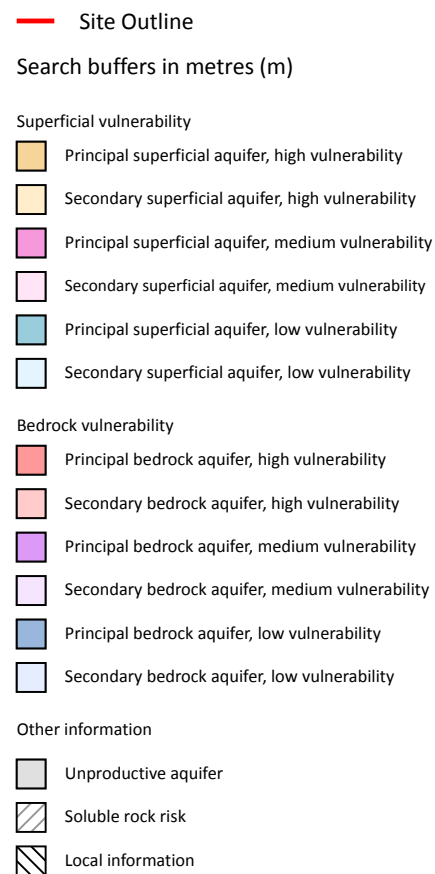 Site Outline
Search buffers in metres (m)
Superficial vulnerability
Principal superficial aquifer, high vulnerability
Secondary superficial aquifer, high vulnerability
Principal superficial aquifer, medium vulnerability
Secondary superficial aquifer, medium vulnerability
Principal superficial aquifer, low vulnerability
Secondary superficial aquifer, low vulnerability
Bedrock vulnerability
Principal bedrock aquifer, high vulnerability
Secondary bedrock aquifer, high vulnerability
Principal bedrock aquifer, medium vulnerability
Secondary bedrock aquifer, medium vulnerability
Principal bedrock aquifer, low vulnerability
Secondary bedrock aquifer, low vulnerability
Other information
Unproductive aquifer
Soluble rock risk
Local information